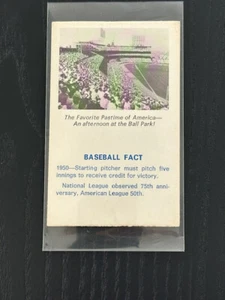 The Favorite Pastime of America—
An afternoon at the Ball Park!
BASEBALL FACT
1950—Starting pitcher must pitch five
innings to receive credit for victory.
National League observed 75th anni-
versary, American League 50th.